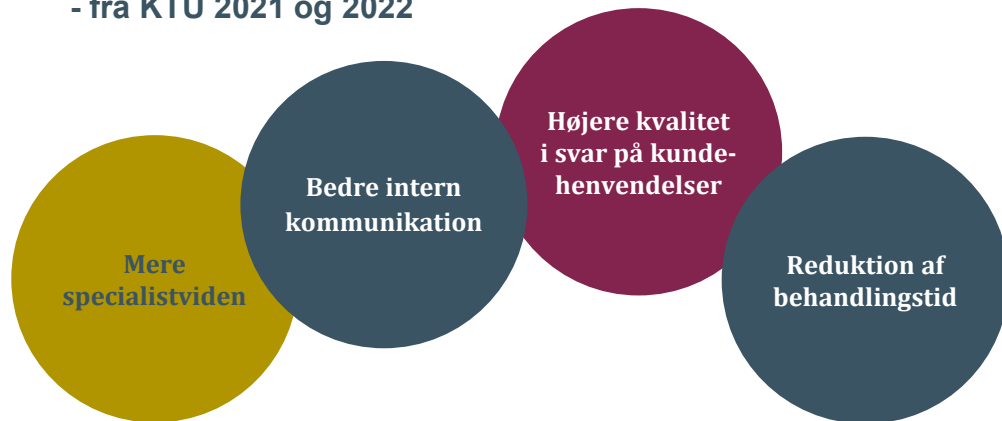 - fra KTU 2021 og 2022
Mere
specialistviden
Bedre intern
kommunikation
Højere kvalitet
i svar på kunde-
henvendelser
Reduktion af
behandlingstid